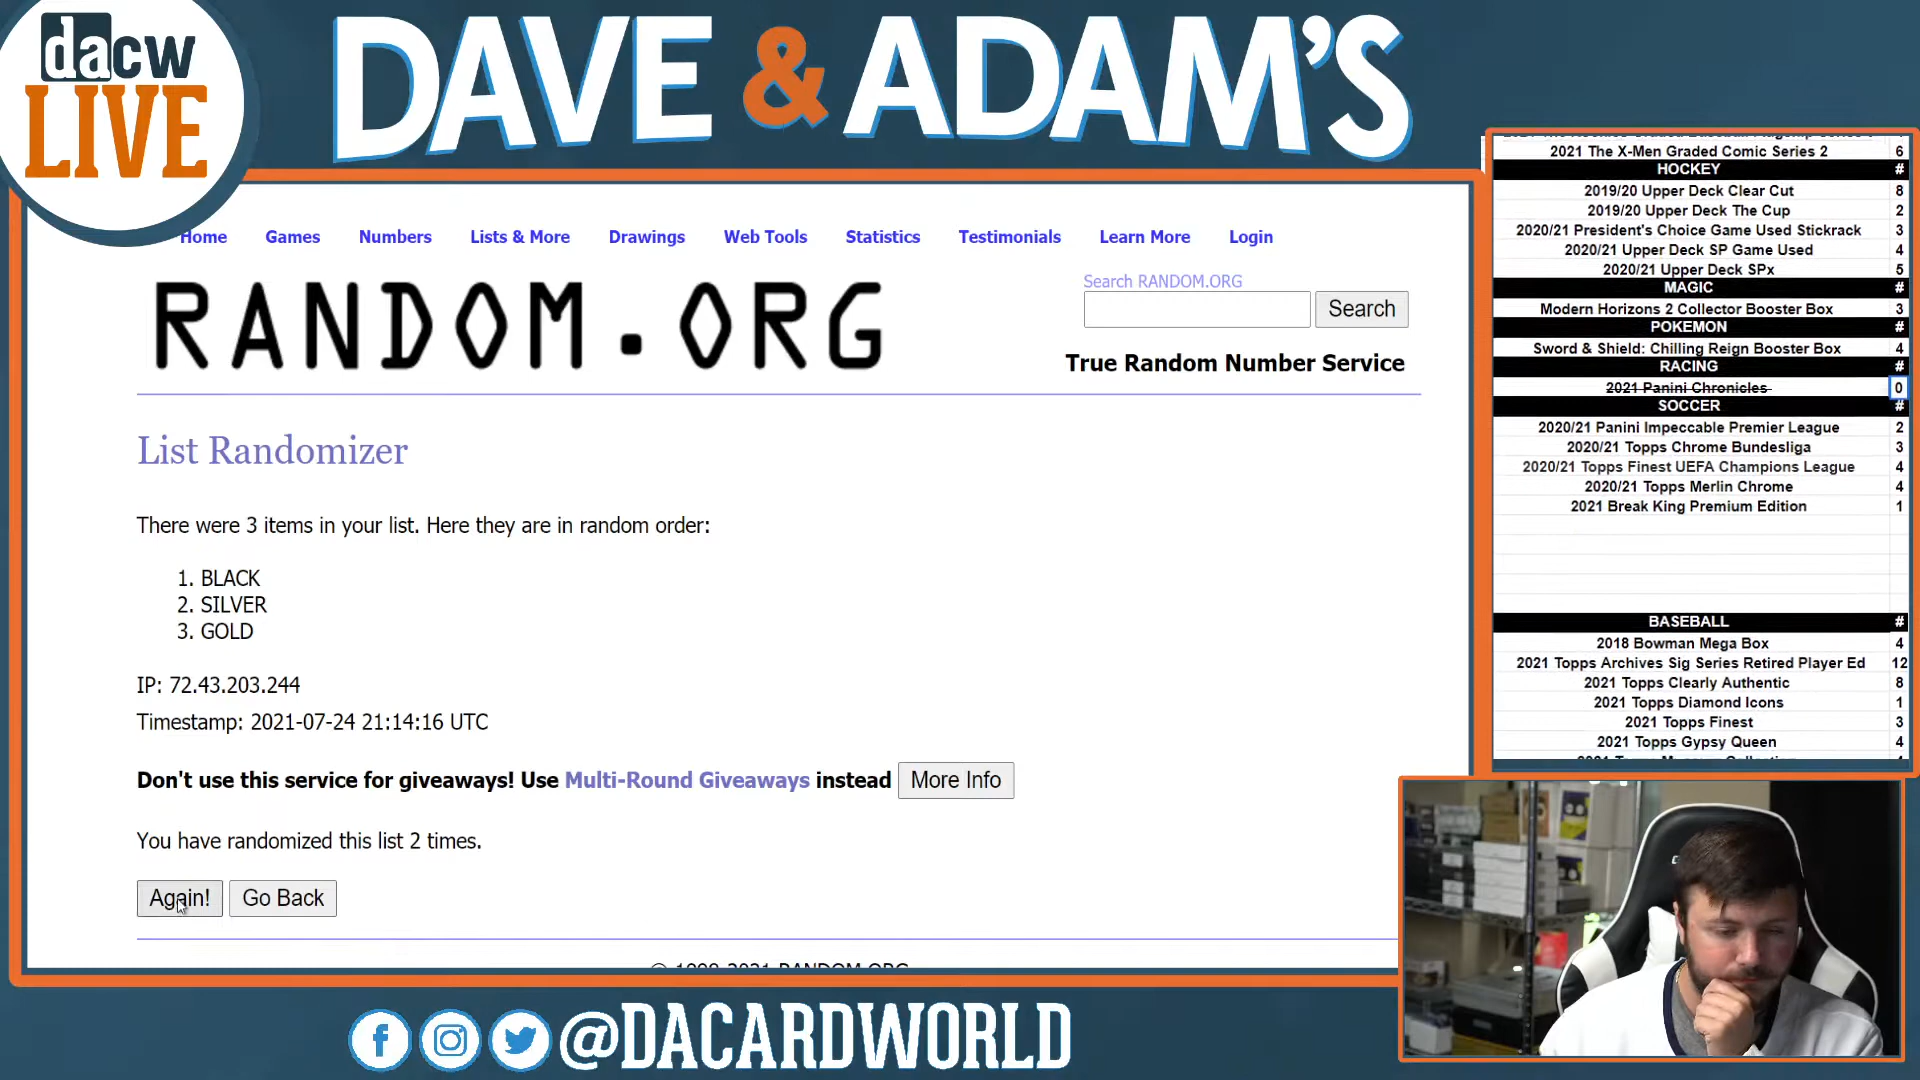 dacw
LIVE
DAVE & ADAM'S
Home Games Numbers Lists & More Drawings Web Tools Statistics Testimonials Learn More Login
RANDOM.ORG
Search RANDOM.ORG
Search
True Random Number Service
List Randomizer
There were 3 items in your list. Here they are in random order:
1. BLACK
2. SILVER
3. GOLD
IP: 72.43.203.244
Timestamp: 2021-07-24 21:14:16 UTC
Don't use this service for giveaways! Use Multi-Round Giveaways instead More Info
You have randomized this list 2 times.
Again! Go Back
2021 The X-Men Graded Comic Series 2 6
HOCKEY #
2019/20 Upper Deck Clear Cut 8
2019/20 Upper Deck The Cup 2
2020/21 President's Choice Game Used Stickrack 3
2020/21 Upper Deck SP Game Used 4
2020/21 Upper Deck SPx 5
MAGIC #
Modern Horizons 2 Collector Booster Box 3
POKEMON #
Sword & Shield: Chilling Reign Booster Box 4
RACING #
2021 Panini Chronicles 0
SOCCER #
2020/21 Panini Impeccable Premier League 2
2020/21 Topps Chrome Bundesliga 3
2020/21 Topps Finest UEFA Champions League 4
2020/21 Topps Merlin Chrome 4
2021 Break King Premium Edition 1
BASEBALL #
2018 Bowman Mega Box 4
2021 Topps Archives Sig Series Retired Player Ed 12
2021 Topps Clearly Authentic 8
2021 Topps Diamond Icons 1
2021 Topps Finest 3
2021 Topps Gypsy Queen 4
@DACARDWORLD